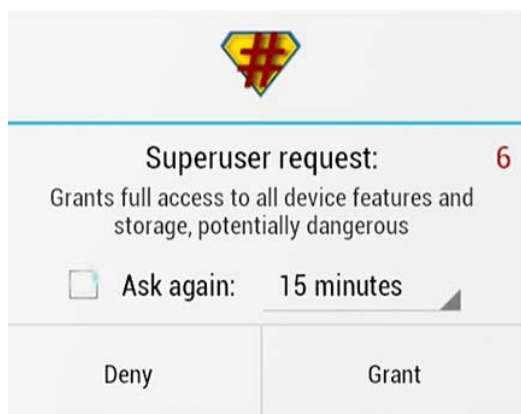 #
Superuser request:
6
Grants full access to all device features and
storage, potentially dangerous
Ask again:
15 minutes
Deny
Grant